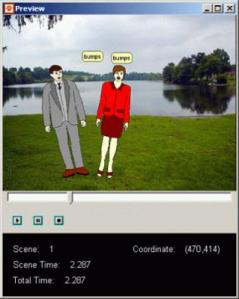 Preview
bumps
bumps
Scene: 1 Coordinate: (470,414)
Scene Time: 2.287
Total Time: 2.287